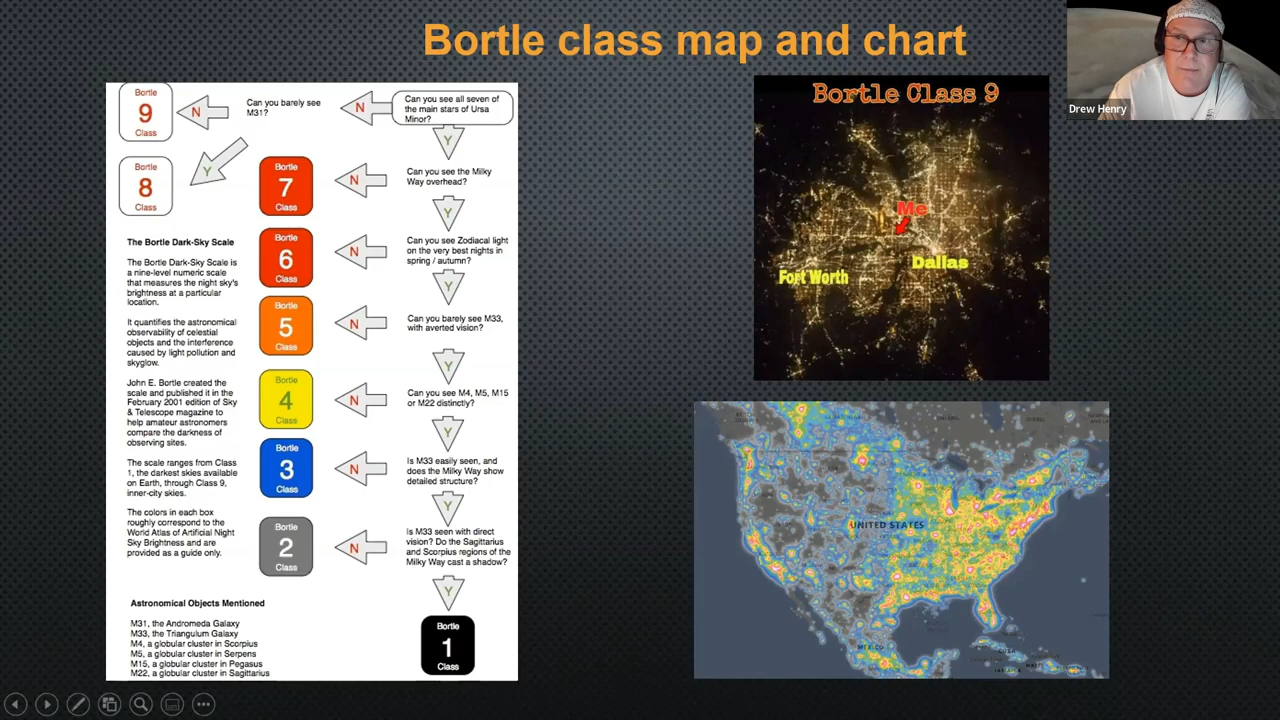 Bortle class map and chart
Drew Henry
Bortle
9
Class
N
Can you barely see
M31?
N
Can you see all seven of
the main stars of Ursa
Minor?
Y
Y
Bortle
8
Class
Bortle
7
Class
N
Can you see the Milky
Way overhead?
Y
Bortle
6
Class
N
Can you see Zodiacal light
on the very best nights in
spring / autumn?
Y
Bortle
5
Class
N
Can you barely see M33,
with averted vision?
Y
Bortle
4
Class
N
Can you see M4, M5, M15
or M22 distinctly?
Y
Bortle
3
Class
N
Is M33 easily seen, and
does the Milky Way show
detailed structure?
Y
Bortle
2
Class
N
Is M33 seen with direct
vision? Do the Sagittarius
and Scorpius regions of the
Milky Way cast a shadow?
Y
Bortle
1
Class
The Bortle Dark-Sky Scale
The Bortle Dark-Sky Scale is
a nine-level numeric scale
that measures the night sky's
brightness at a particular
location.
It quantifies the astronomical
observability of celestial
objects and the interference
caused by light pollution and
skyglow.
John E. Bortle created the
scale and published it in the
February 2001 edition of Sky
& Telescope magazine to
help amateur astronomers
compare the darkness of
observing sites.
The scale ranges from Class
1, the darkest skies available
on Earth, through Class 9,
inner-city skies.
The colors in each box
roughly correspond to the
World Atlas of Artificial Night
Sky Brightness and are
provided as a guide only.
Astronomical Objects Mentioned
M31, the Andromeda Galaxy
M33, the Triangulum Galaxy
M4, a globular cluster in Scorpius
M5, a globular cluster in Serpens
M15, a globular cluster in Pegasus
M22, a globular cluster in Sagittarius
Bortle Class 9
Me
Dallas
Fort Worth
UNITED STATES
MEXICO
CUBA